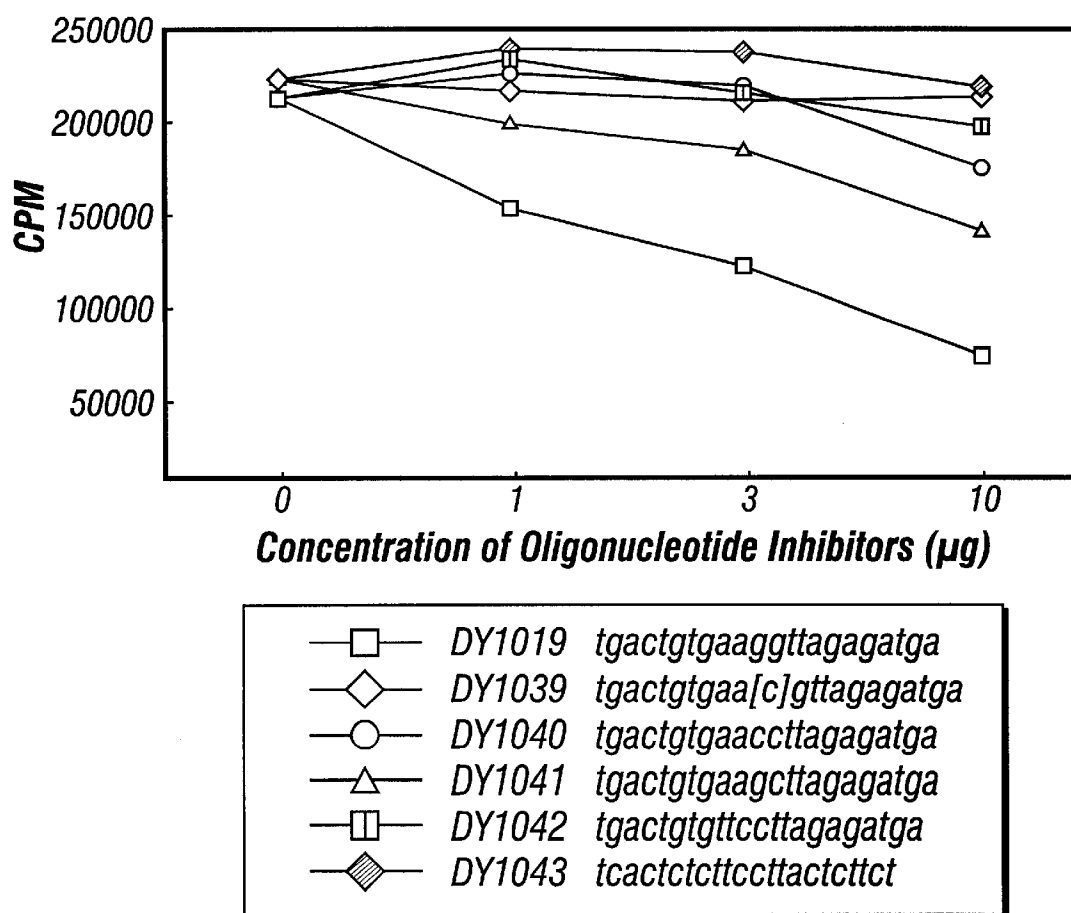 250000
200000
150000
100000
50000
CPM
0 1 3 10
Concentration of Oligonucleotide Inhibitors (µg)
DY1019 tgactgtgaaggttagagatga
DY1039 tgactgtgaa[c]gttagagatga
DY1040 tgactgtgaaccttagagatga
DY1041 tgactgtgaagcttagagatga
DY1042 tgactgtgttccttagagatga
DY1043 tcactctcttccttactcttct